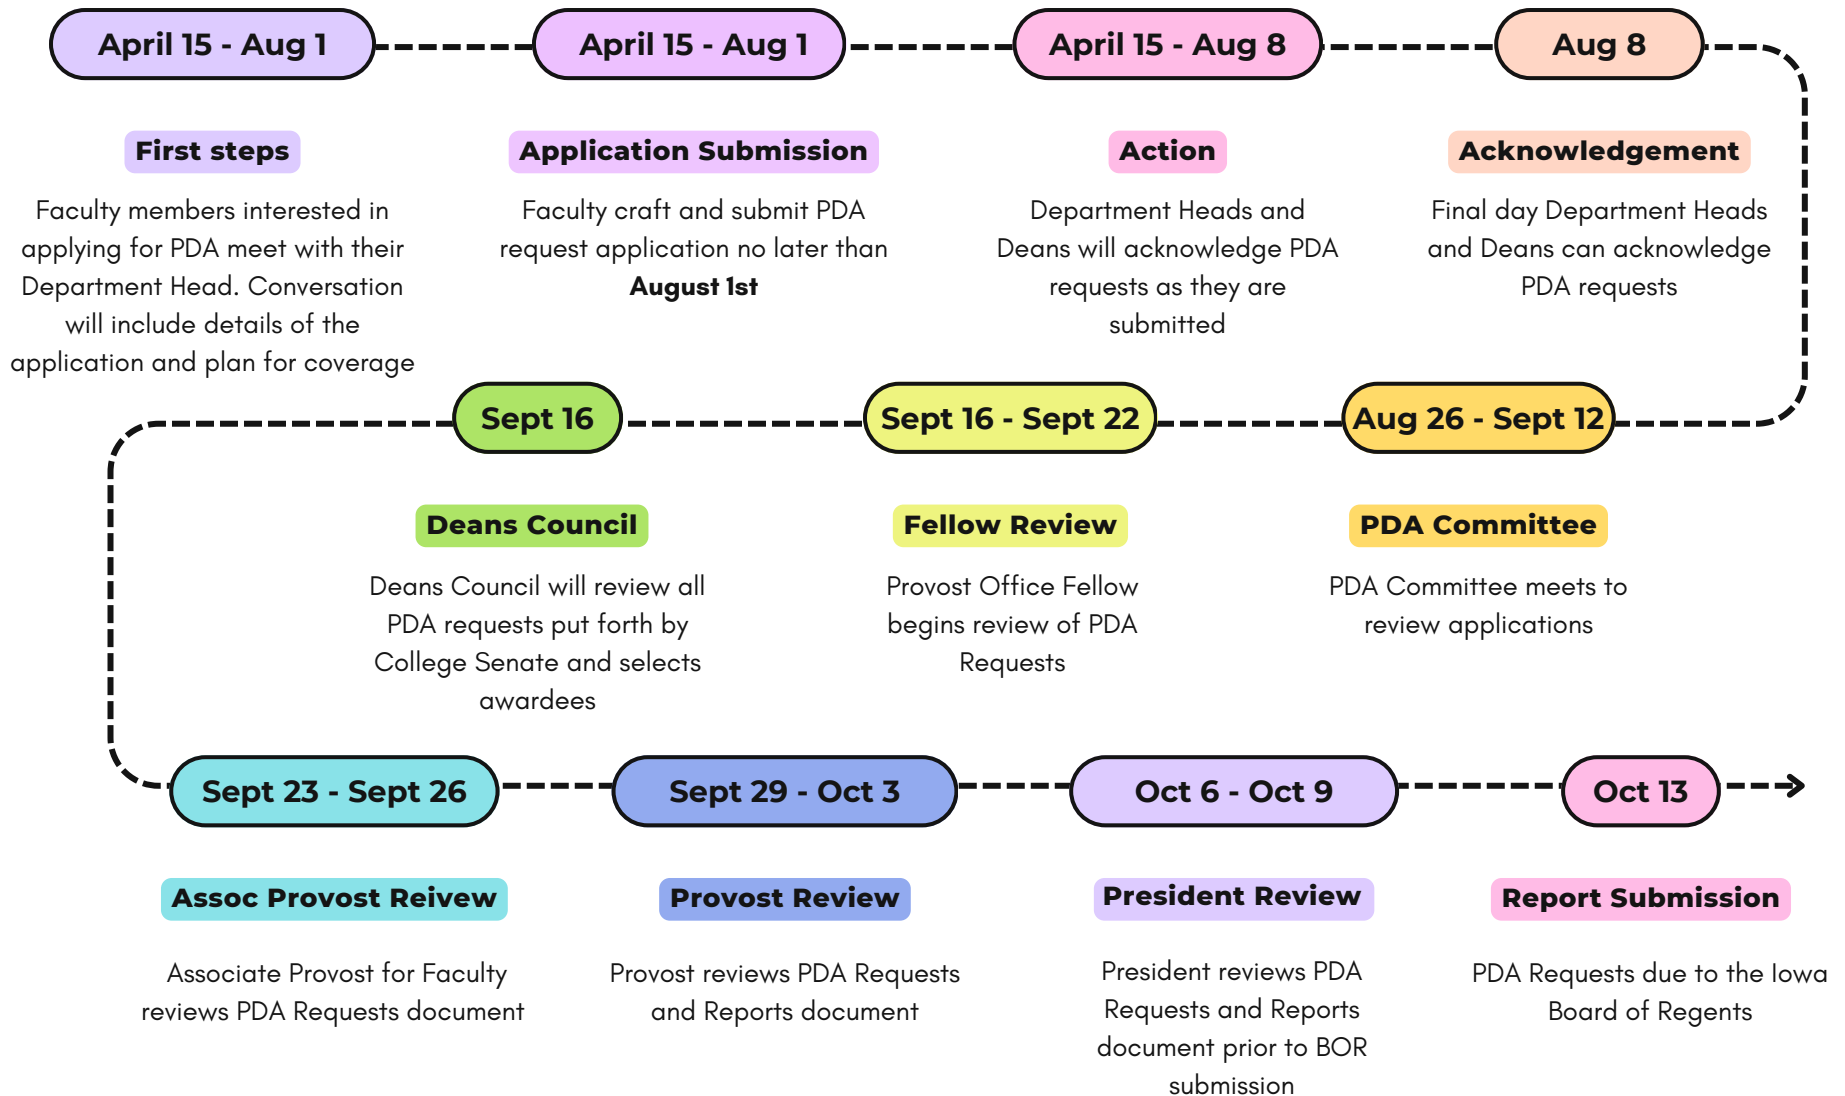 April 15 - Aug 1
First steps
Faculty members interested in
applying for PDA meet with their
Department Head. Conversation
will include details of the
application and plan for coverage
April 15 - Aug 1
Application Submission
Faculty craft and submit PDA
request application no later than
August 1st
April 15 - Aug 8
Action
Department Heads and
Deans will acknowledge PDA
requests as they are
submitted
Aug 8
Acknowledgement
Final day Department Heads
and Deans can acknowledge
PDA requests
Aug 26 - Sept 12
PDA Committee
PDA Committee meets to
review applications
Sept 16 - Sept 22
Fellow Review
Provost Office Fellow
begins review of PDA
Requests
Sept 16
Deans Council
Deans Council will review all
PDA requests put forth by
College Senate and selects
awardees
Sept 23 - Sept 26
Assoc Provost Reivew
Associate Provost for Faculty
reviews PDA Requests document
Sept 29 - Oct 3
Provost Review
Provost reviews PDA Requests
and Reports document
Oct 6 - Oct 9
President Review
President reviews PDA
Requests and Reports
document prior to BOR
submission
Oct 13
Report Submission
PDA Requests due to the Iowa
Board of Regents